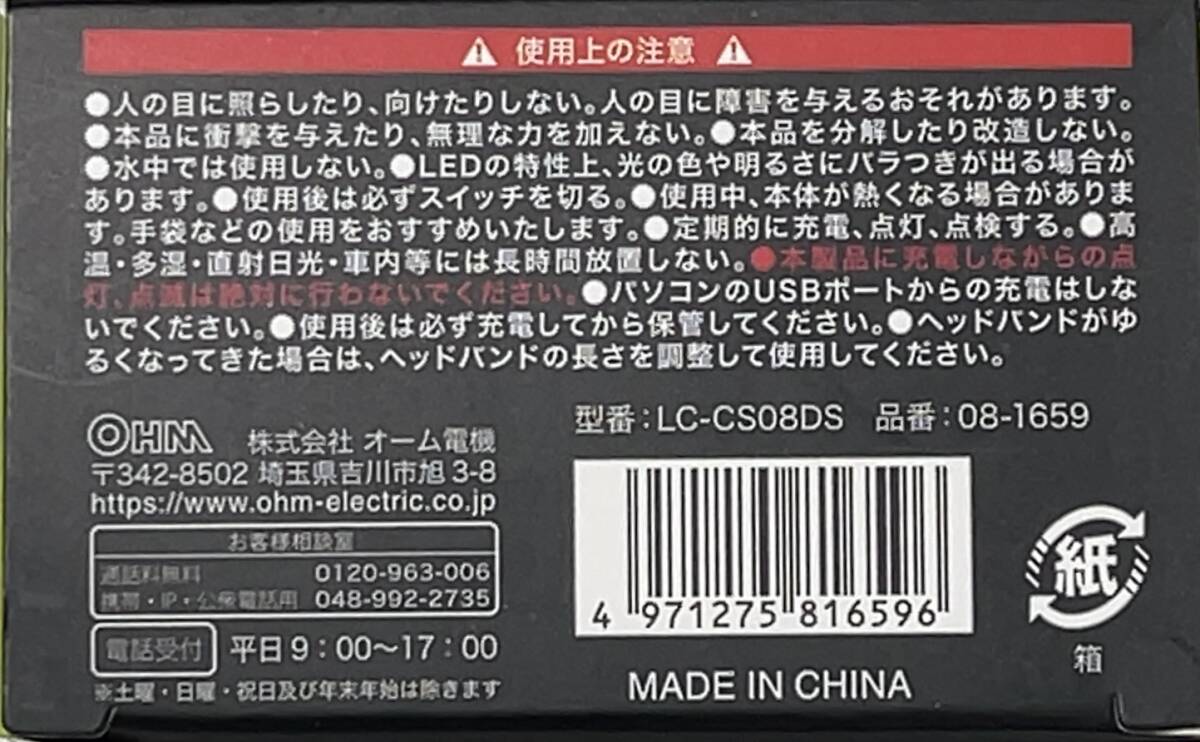 使用上の注意
●人の目に照らしたり、向けたりしない。人の目に障害を与えるおそれがあります。
●本品に衝撃を与えたり、無理な力を加えない。●本品を分解したり改造しない。
●水中では使用しない。●LEDの特性上、光の色や明るさにバラつきが出る場合が
あります。●使用後は必ずスイッチを切る。●使用中、本体が熱くなる場合がありま
す。手袋などの使用をおすすめいたします。●定期的に充電、点灯、点検する。●高
温・多湿・直射日光・車内等には長時間放置しない。●本製品に充電しながらの点
灯、点滅は絶対に行わないでください。●パソコンのUSBポートからの充電はしな
いでください。●使用後は必ず充電してから保管してください。●ヘッドバンドがゆ
るくなってきた場合は、ヘッドバンドの長さを調整して使用してください。
OHM 株式会社 オーム電機
〒342-8502 埼玉県吉川市旭 3-8
https://www.ohm-electric.co.jp
お客様相談室
通話料無料 0120-963-006
携帯・IP・公衆電話用 048-992-2735
電話受付 平日9:00〜17:00
※土曜・日曜・祝日及び年末年始は除きます
型番:LC-CS08DS 品番:08-1659
4 971275 816596
MADE IN CHINA
紙
箱